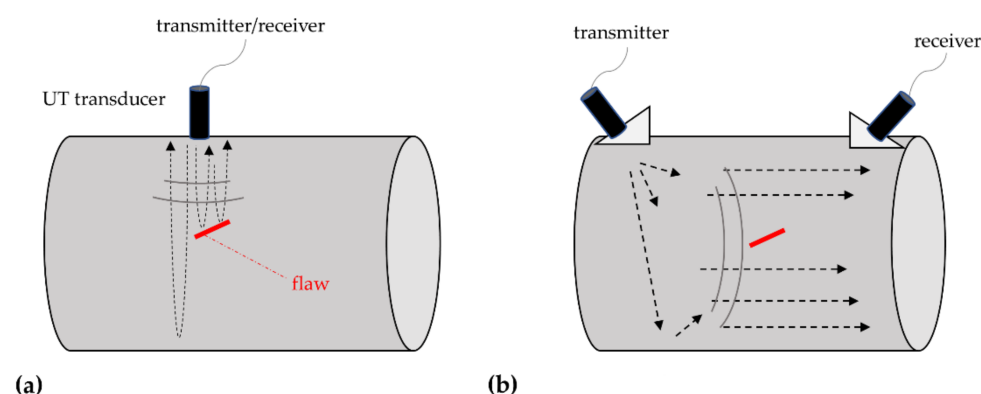 transmitter/receiver
UT transducer
flaw
(a)
transmitter
receiver
(b)